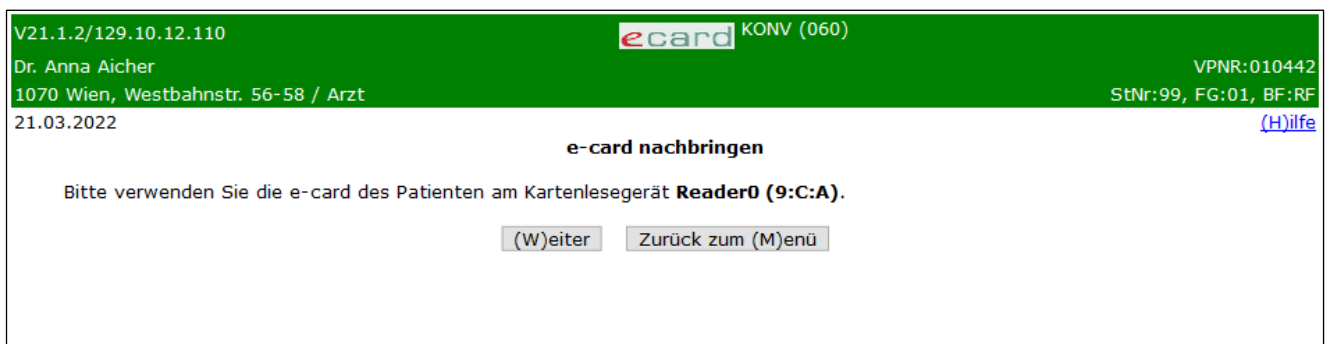 V21.1.2/129.10.12.110 ecard KONV (060)
Dr. Anna Aicher VPNR:010442
1070 Wien, Westbahnstr. 56-58 / Arzt StNr:99, FG:01, BF:RF
21.03.2022 (H)ilfe
e-card nachbringen
Bitte verwenden Sie die e-card des Patienten am Kartenlesegerät Reader0 (9:C:A).
(W)eiter Zurück zum (M)enü